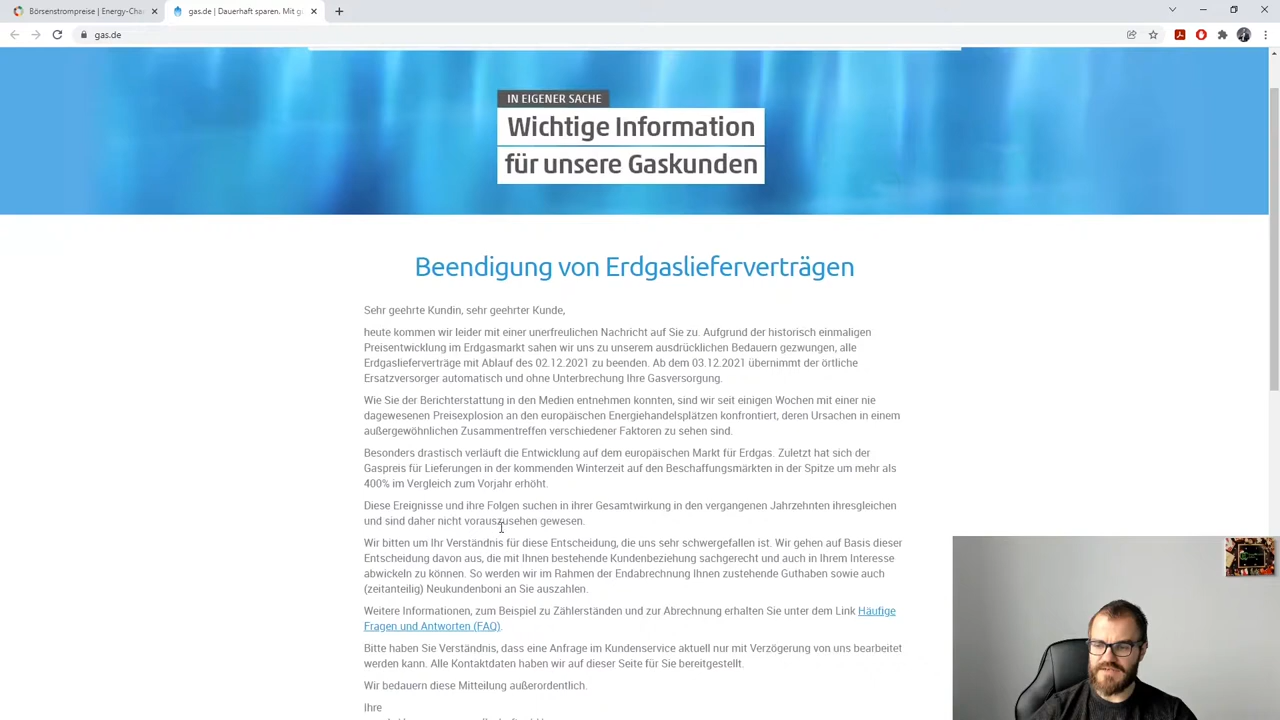 Börsenstrompreise | Energy-Cha
gas.de | Dauerhaft sparen. Mit g
gas.de
IN EIGENER SACHE
Wichtige Information
für unsere Gaskunden
Beendigung von Erdgaslieferverträgen
Sehr geehrte Kundin, sehr geehrter Kunde,
heute kommen wir leider mit einer unerfreulichen Nachricht auf Sie zu. Aufgrund der historisch einmaligen
Preisentwicklung im Erdgasmarkt sahen wir uns zu unserem ausdrücklichen Bedauern gezwungen, alle
Erdgaslieferverträge mit Ablauf des 02.12.2021 zu beenden. Ab dem 03.12.2021 übernimmt der örtliche
Ersatzversorger automatisch und ohne Unterbrechung Ihre Gasversorgung.
Wie Sie der Berichterstattung in den Medien entnehmen konnten, sind wir seit einigen Wochen mit einer nie
dagewesenen Preisexplosion an den europäischen Energiehandelsplätzen konfrontiert, deren Ursachen in einem
außergewöhnlichen Zusammentreffen verschiedener Faktoren zu sehen sind.
Besonders drastisch verläuft die Entwicklung auf dem europäischen Markt für Erdgas. Zuletzt hat sich der
Gaspreis für Lieferungen in der kommenden Winterzeit auf den Beschaffungsmärkten in der Spitze um mehr als
400% im Vergleich zum Vorjahr erhöht.
Diese Ereignisse und ihre Folgen suchen in ihrer Gesamtwirkung in den vergangenen Jahrzehnten ihresgleichen
und sind daher nicht vorauszusehen gewesen.
Wir bitten um Ihr Verständnis für diese Entscheidung, die uns sehr schwergefallen ist. Wir gehen auf Basis dieser
Entscheidung davon aus, die mit Ihnen bestehende Kundenbeziehung sachgerecht und auch in Ihrem Interesse
abwickeln zu können. So werden wir im Rahmen der Endabrechnung Ihnen zustehende Guthaben sowie auch
(zeitanteilig) Neukundenboni an Sie auszahlen.
Weitere Informationen, zum Beispiel zu Zählerständen und zur Abrechnung erhalten Sie unter dem Link Häufige
Fragen und Antworten (FAQ).
Bitte haben Sie Verständnis, dass eine Anfrage im Kundenservice aktuell nur mit Verzögerung von uns bearbeitet
werden kann. Alle Kontaktdaten haben wir auf dieser Seite für Sie bereitgestellt.
Wir bedauern diese Mitteilung außerordentlich.
Ihre